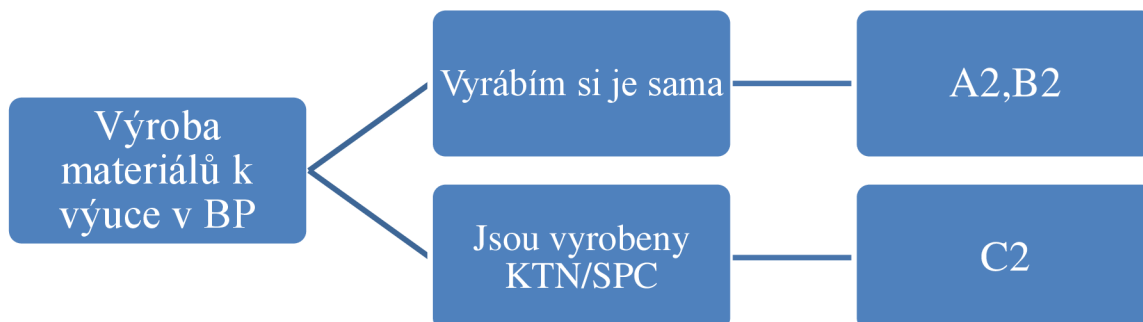 Výroba
materiálů k
výuce v BP
Vyrábím si je sama
A2,B2
Jsou vyrobeny
KTN/SPC
C2